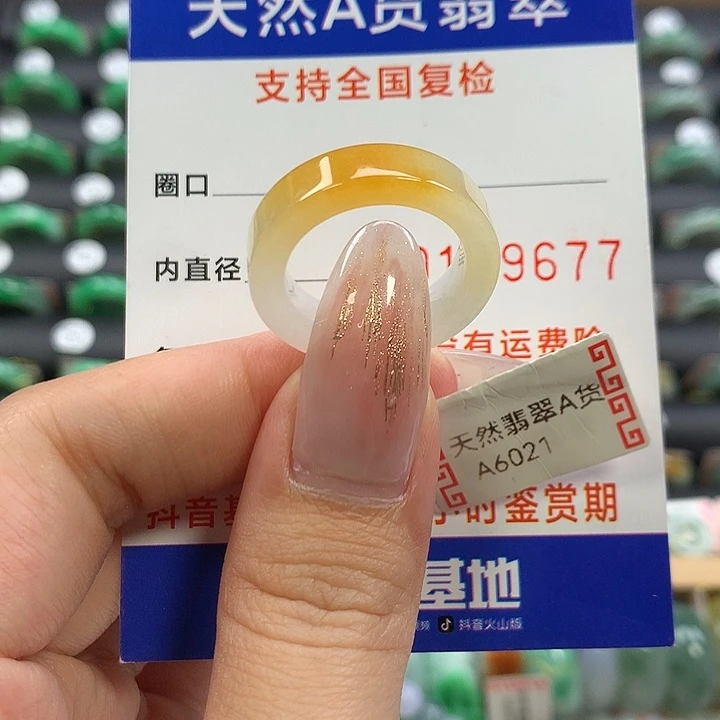 天然A货翡翠
支持全国复检
圈口
内直径
9677
有运费险
天然翡翠A货
A6021
抖音
时鉴赏期
基地
频 抖音火山版